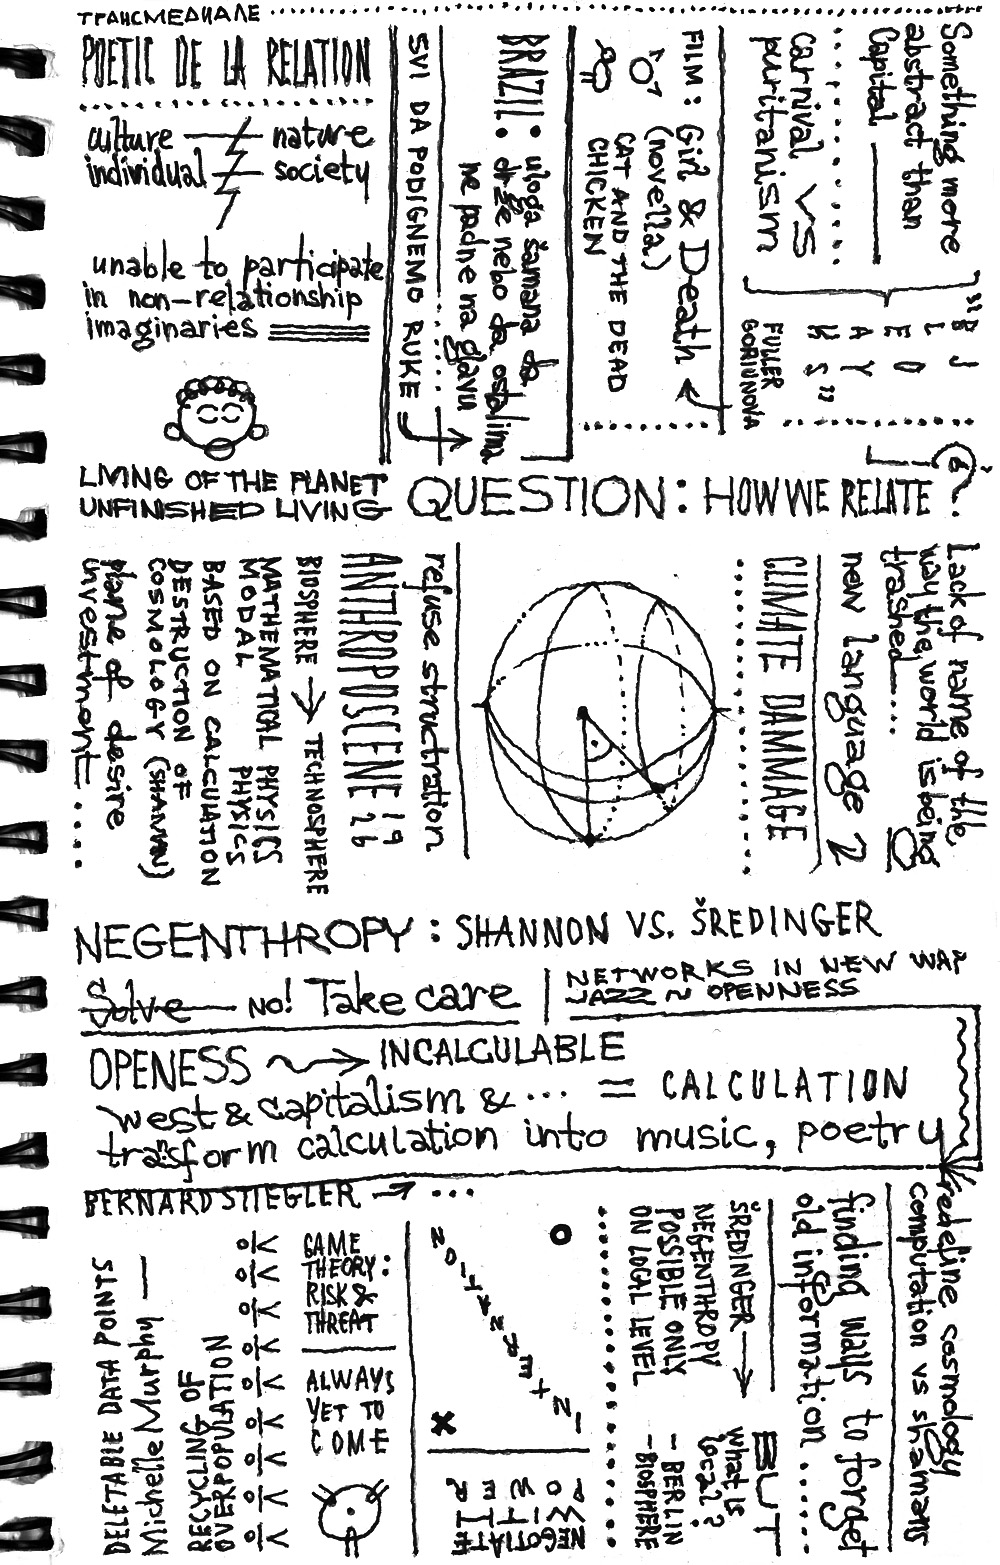 ТРАНСМЕДИАЛЕ
POETIC DE LA RELATION
culture — nature
individual — society
unable to participate
in non-relationship
imaginaries
SVI DA PODIGNEMO RUKE
BRAZIL: uloga šamana da
drže nebo da ostalima
ne padne na glavu
FILM: Girl & Death
(novella)
CAT AND THE DEAD
CHICKEN
Something more
abstract than
Capital
carnival vs
puritanism
"BLEAK
JOYS"
FULLER
GORIUNOVA
LIVING OF THE PLANET
UNFINISHED LIVING
QUESTION: HOW WE RELATE?
Lack of name of the
way the world is being
trashed....
new language 2
CLIMATE DAMMAGE
refuse structration
ANTHROPOSCENE 19
26
BIOSPHERE → TECHNOSPHERE
MATHEMATICAL PHYSICS
MODAL PHYSICS
BASED ON CALCULATION
DESTRUCTION OF
COSMOLOGY (SHAMAN)
plane of desire
investment.....
NEGENTHROPY: SHANNON VS. ŠREDINGER
Solve — NO! Take care
NETWORKS IN NEW WAY
JAZZ ~ OPENNESS
OPENESS → INCALCULABLE
west & capitalism & ... = CALCULATION
transform calculation into music, poetry
redefine cosmology
computation vs shamans
finding ways to forget
old information......
BERNARD STIEGLER → ...
ŠREDINGER →
NEGENTHROPY
POSSIBLE ONLY
ON LOCAL LEVEL
BUT
what is
local?
- BERLIN
- BIOSPHERE
INTERNZATION
NEGOTIATE
WITH
POWER
GAME
THEORY:
RISK &
THREAT
ALWAYS
YET TO
COME
RECYCLING OF
OVERPOPULATION
DELETABLE DATA POINTS
Michelle Murphy —